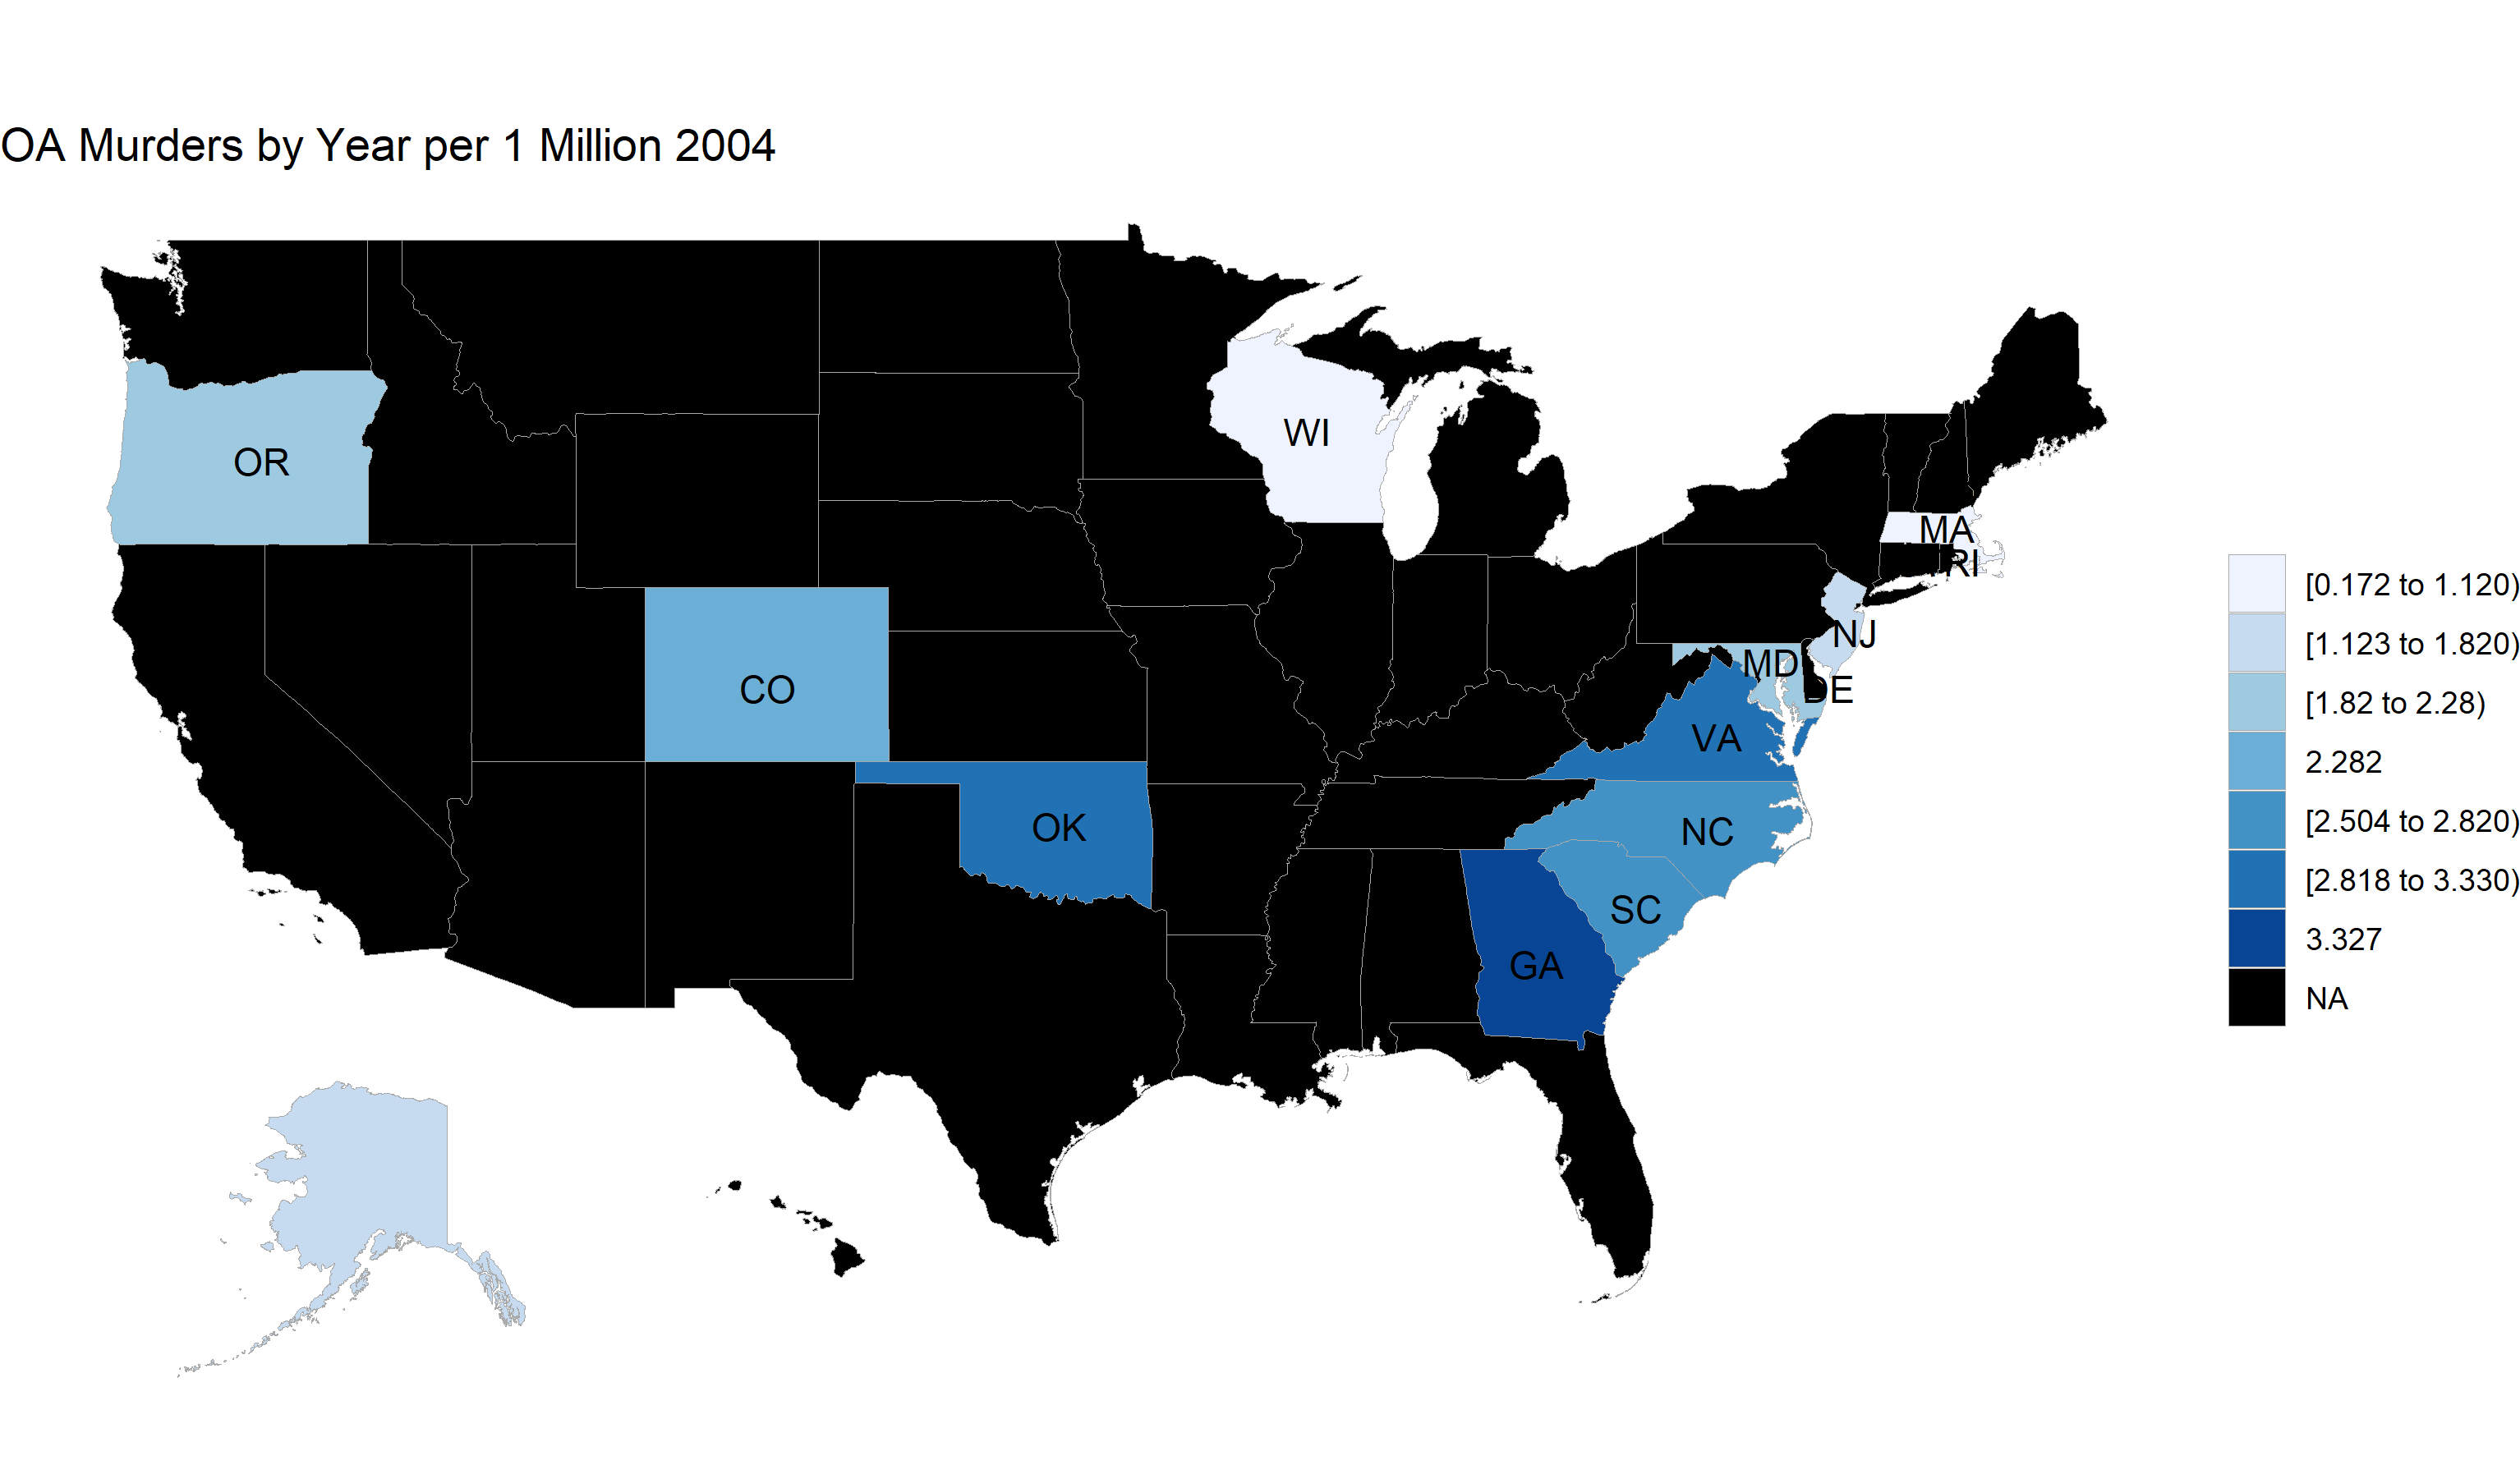 OA Murders by Year per 1 Million 2004
WI
OR
MA
RI
NJ
MD
DE
CO
VA
OK
NC
SC
GA
[0.172 to 1.120)
[1.123 to 1.820)
[1.82 to 2.28)
2.282
[2.504 to 2.820)
[2.818 to 3.330)
3.327
NA